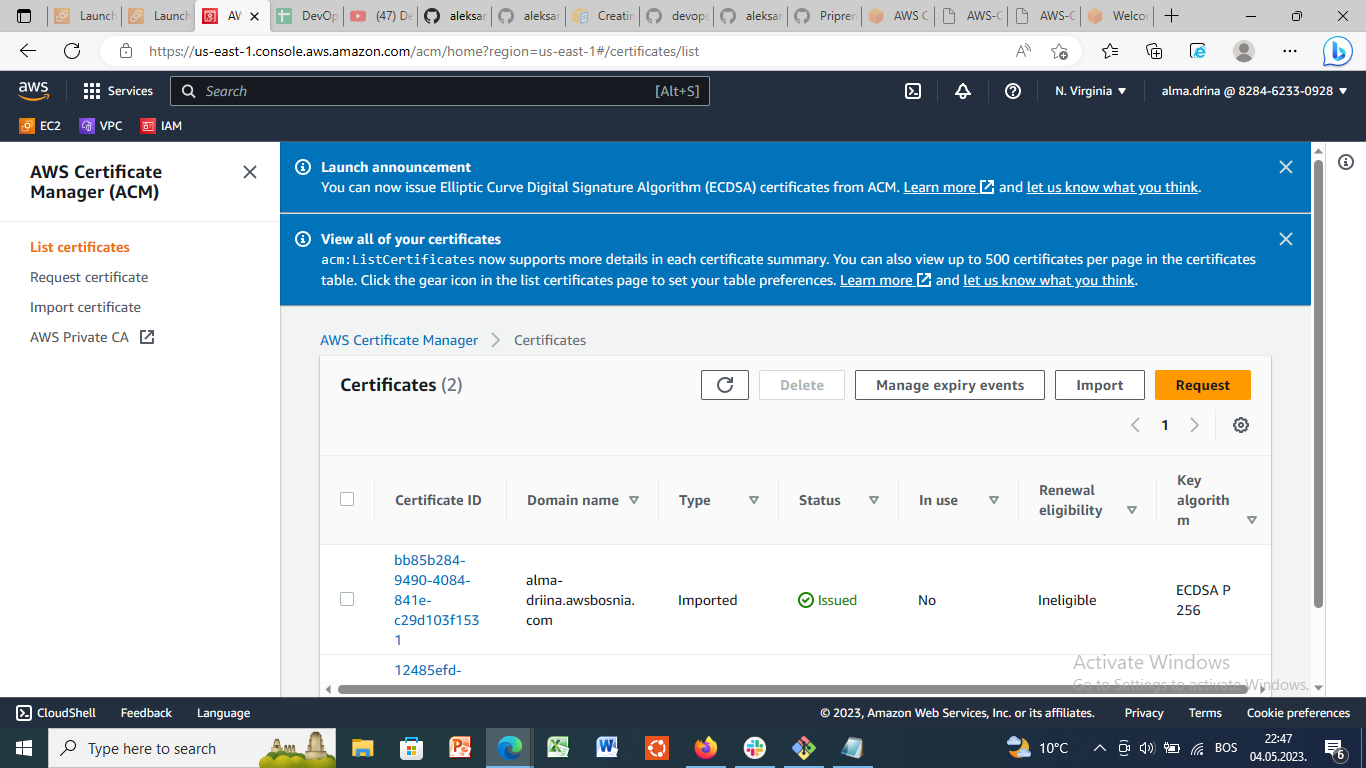 Launch
Launch
AV
DevOp
(47) De
aleksar
aleksar
Creatin
devops
aleksar
Pripren
AWS C
AWS-C
AWS-C
Welco
https://us-east-1.console.aws.amazon.com/acm/home?region=us-east-1#/certificates/list
aws
Services
Search
[Alt+S]
N. Virginia
alma.drina @ 8284-6233-0928
EC2
VPC
IAM
AWS Certificate
Manager (ACM)
List certificates
Request certificate
Import certificate
AWS Private CA
Launch announcement
You can now issue Elliptic Curve Digital Signature Algorithm (ECDSA) certificates from ACM. Learn more and let us know what you think.
View all of your certificates
acm:ListCertificates now supports more details in each certificate summary. You can also view up to 500 certificates per page in the certificates
table. Click the gear icon in the list certificates page to set your table preferences. Learn more and let us know what you think.
AWS Certificate Manager
Certificates
Certificates (2)
Delete
Manage expiry events
Import
Request
1
Certificate ID
Domain name
Type
Status
In use
Renewal
eligibility
Key
algorith
m
bb85b284-
9490-4084-
841e-
c29d103f153
1
alma-
driina.awsbosnia.
com
Imported
Issued
No
Ineligible
ECDSA P
256
12485efd-
Activate Windows
Go to Settings to activate Windows.
CloudShell
Feedback
Language
© 2023, Amazon Web Services, Inc. or its affiliates.
Privacy
Terms
Cookie preferences
Type here to search
10°C
BOS
22:47
04.05.2023.
6